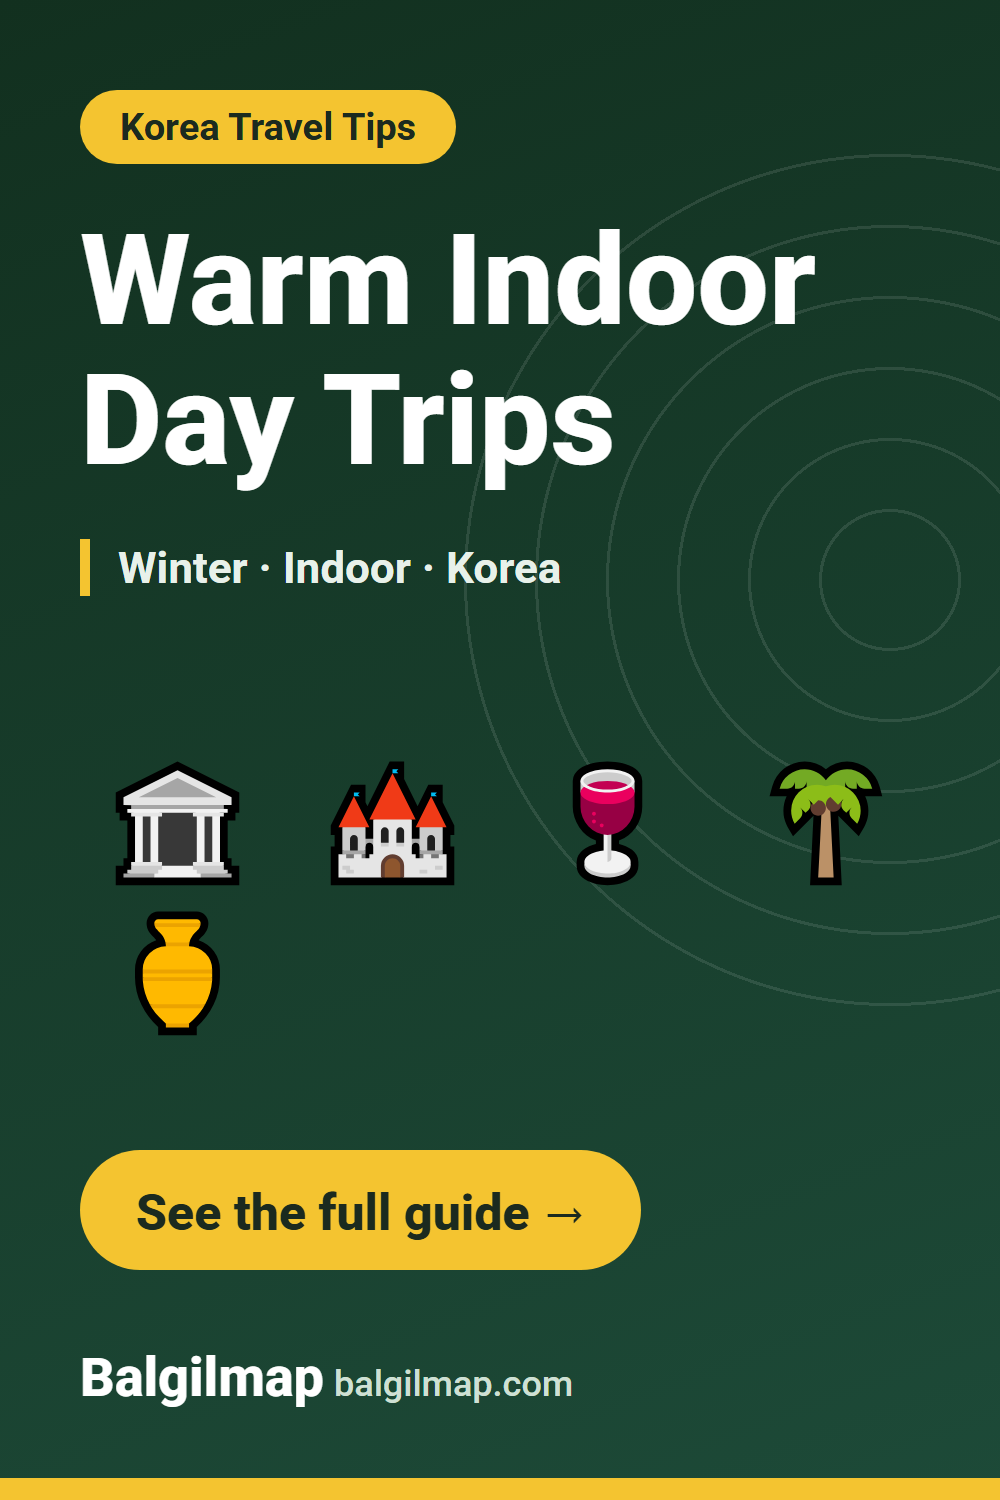 Korea Travel Tips
Warm Indoor
Day Trips
Winter · Indoor · Korea
See the full guide →
Balgilmap balgilmap.com